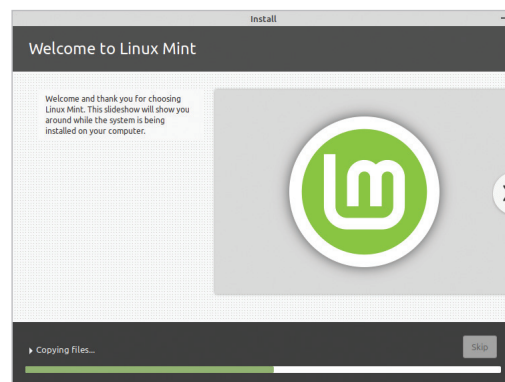 Install
Welcome to Linux Mint
Welcome and thank you for choosing
Linux Mint. This slideshow will show you
around while the system is being
installed on your computer.
lm
Copying files...
Skip